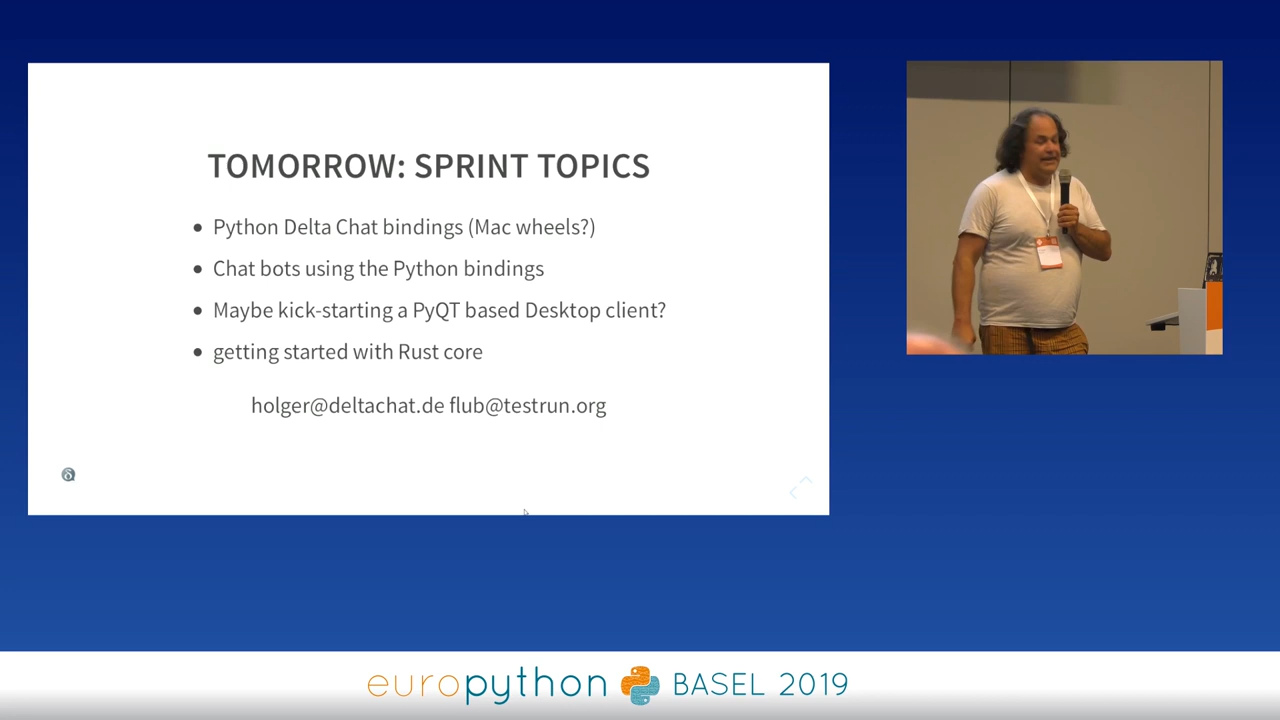 TOMORROW: SPRINT TOPICS
• Python Delta Chat bindings (Mac wheels?)
• Chat bots using the Python bindings
• Maybe kick-starting a PyQT based Desktop client?
• getting started with Rust core
holger@deltachat.de flub@testrun.org
europython BASEL 2019